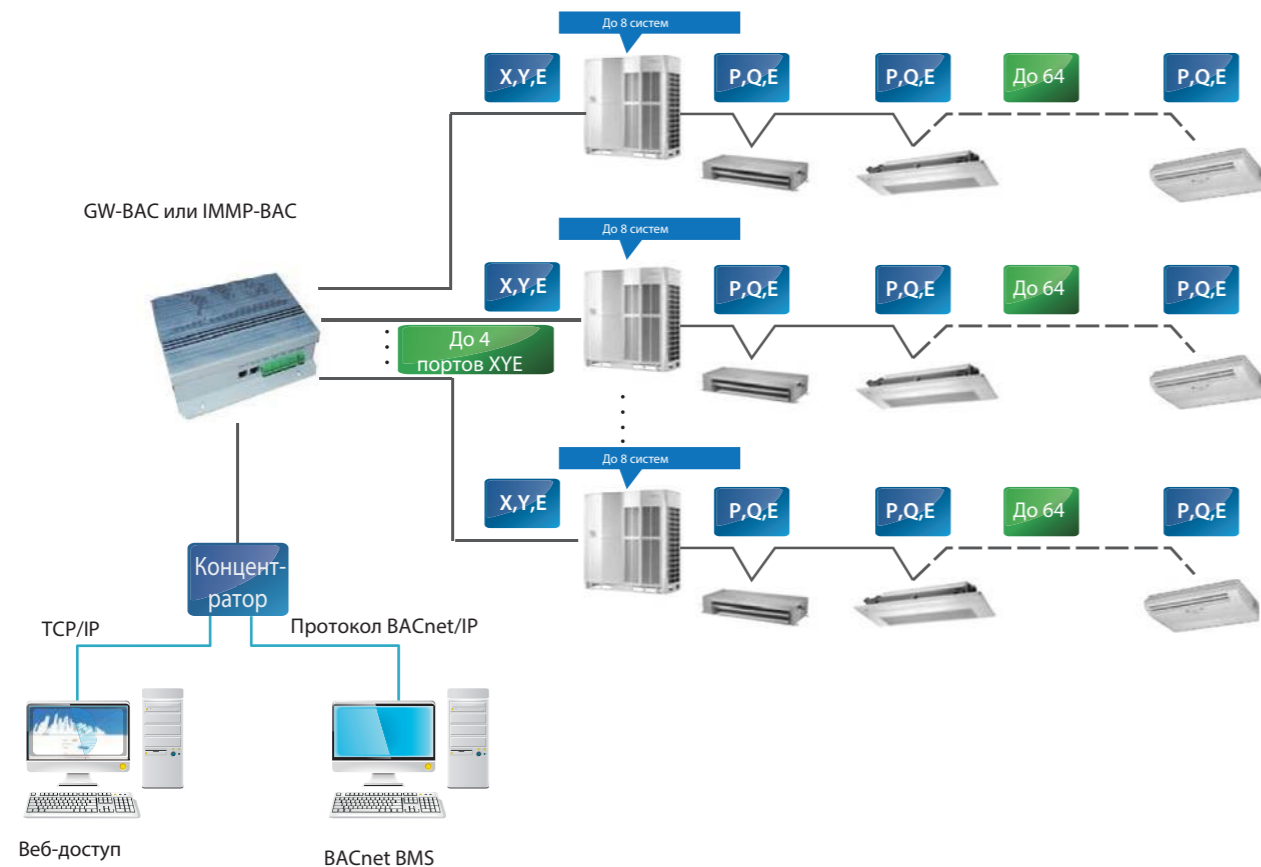 До 8 систем
X,Y,E
P,Q,E
P,Q,E
До 64
P,Q,E
GW-BAC или IMMP-BAC
До 8 систем
X,Y,E
P,Q,E
P,Q,E
До 64
P,Q,E
До 4
портов XYE
До 8 систем
X,Y,E
P,Q,E
P,Q,E
До 64
P,Q,E
Концент-
ратор
TCP/IP
Протокол BACnet/IP
Веб-доступ
BACnet BMS